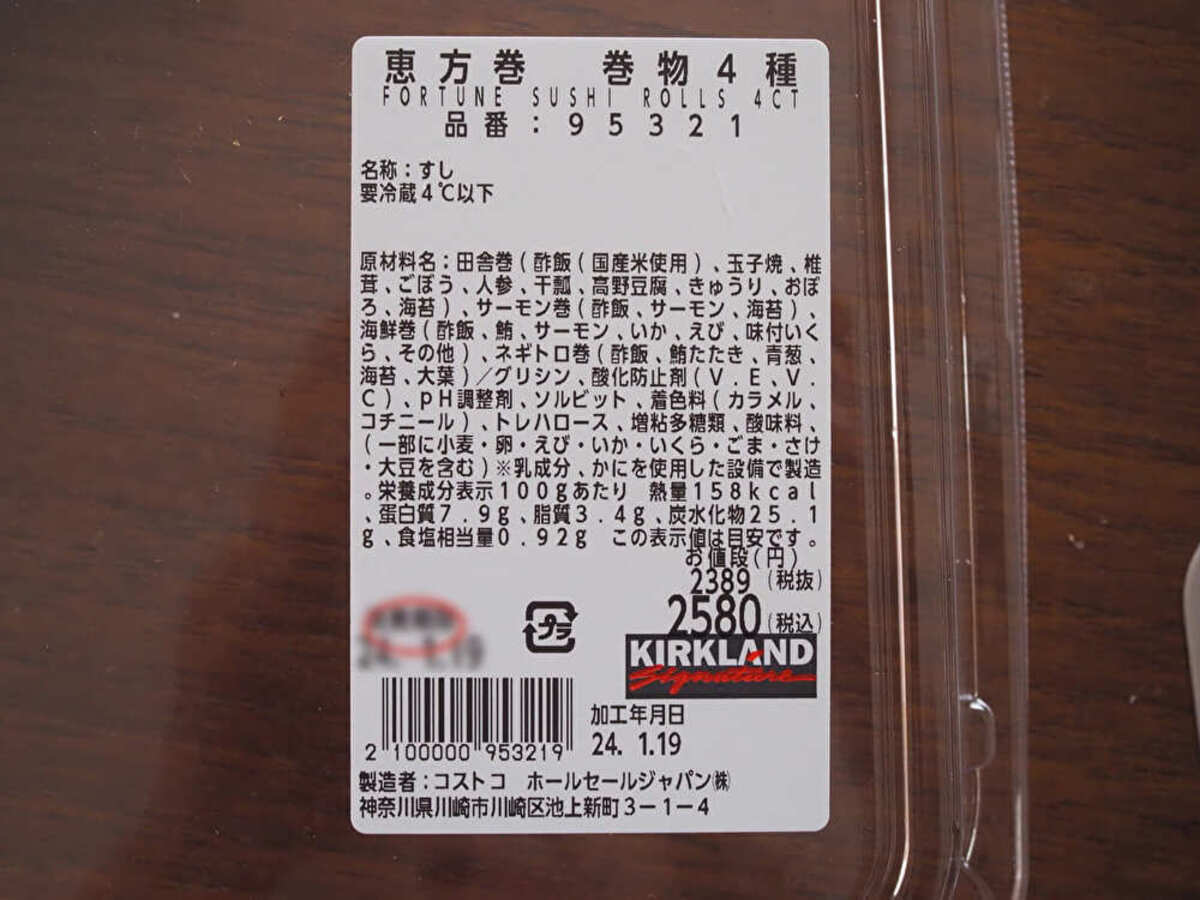 恵方巻　巻物4種
FORTUNE SUSHI ROLLS 4CT
品番：95321
名称：すし
要冷蔵4℃以下
原材料名：田舎巻(酢飯(国産米使用)、玉子焼、椎
茸、ごぼう、人参、干瓢、高野豆腐、きゅうり、おぼ
ろ、海苔)、サーモン巻(酢飯、サーモン、海苔)、
海鮮巻(酢飯、鮪、サーモン、いか、えび、味付いく
ら、その他)、ネギトロ巻(酢飯、鮪たたき、青葱、
海苔、大葉)／グリシン、酸化防止剤(V.E、V.
C)、pH調整剤、ソルビット、着色料(カラメル、
コチニール)、トレハロース、増粘多糖類、酸味料、
(一部に小麦・卵・えび・いか・いくら・ごま・さけ
・大豆を含む)※乳成分、かにを使用した設備で製造
。栄養成分表示100gあたり　熱量158kcal
、蛋白質7.9g、脂質3.4g、炭水化物25.1
g、食塩相当量0.92g　この表示値は目安です。
お値段(円)
2389(税抜)
2580(税込)
プラ
KIRKLAND
Signature
加工年月日
24. 1.19
2 100000 953219
製造者：コストコ　ホールセールジャパン㈱
神奈川県川崎市川崎区池上新町3－1－4